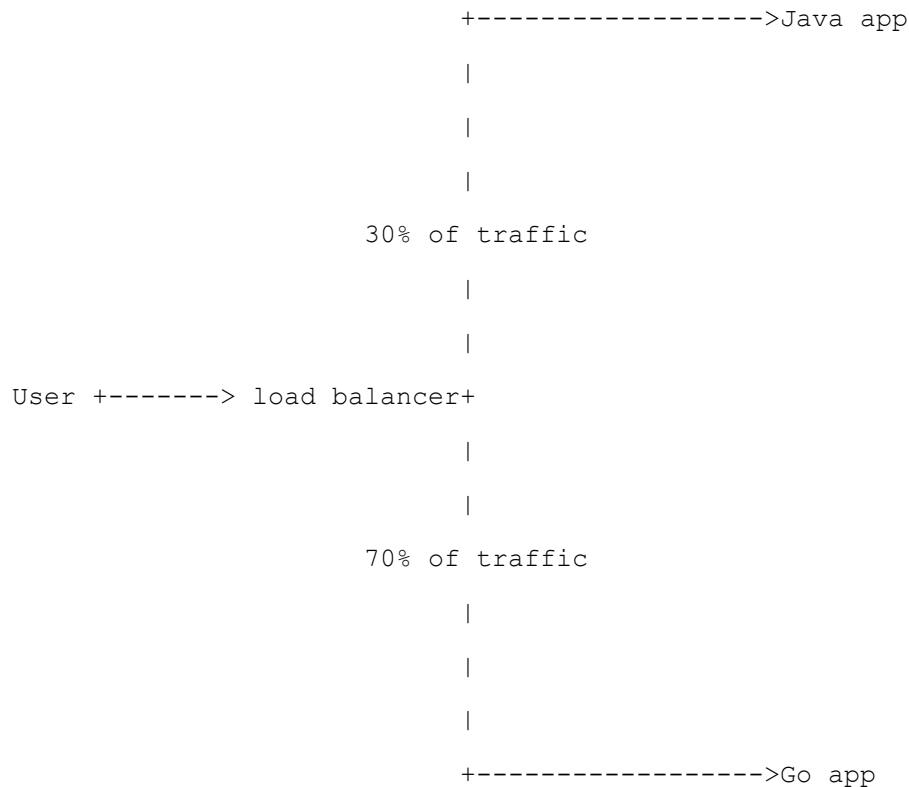 +------------------>Java app
|
|
|
30% of traffic
|
|
User +-------> load balancer+
|
|
70% of traffic
|
|
|
+------------------>Go app